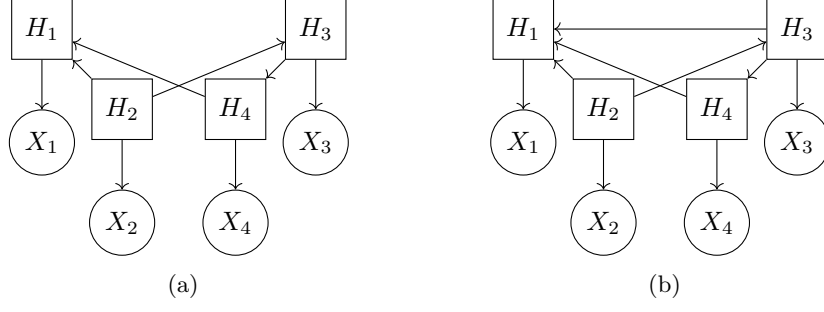 H₁ H₃ H₁ H₃
H₂ H₄ H₂ H₄
X₁ X₃ X₁ X₃
X₂ X₄ X₂ X₄
(a) (b)